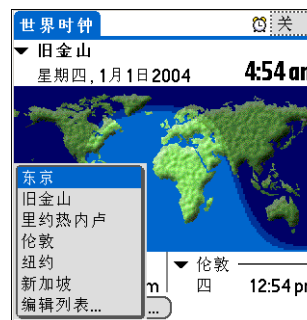 世界时钟
关
旧金山
星期四, 1月1日2004
4:54 am
东京
旧金山
里约热内卢
伦敦
纽约
新加坡
编辑列表...
m
伦敦
四
12:54 pm
...